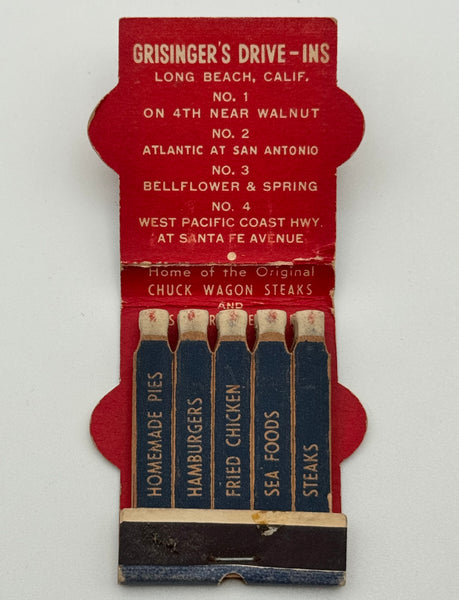 GRISINGER'S DRIVE-INS
LONG BEACH, CALIF.
NO. 1
ON 4TH NEAR WALNUT
NO. 2
ATLANTIC AT SAN ANTONIO
NO. 3
BELLFLOWER & SPRING
NO. 4
WEST PACIFIC COAST HWY.
AT SANTA FE AVENUE
Home of the Original
CHUCK WAGON STEAKS
AND
HOMEMADE PIES
HAMBURGERS
FRIED CHICKEN
SEA FOODS
STEAKS